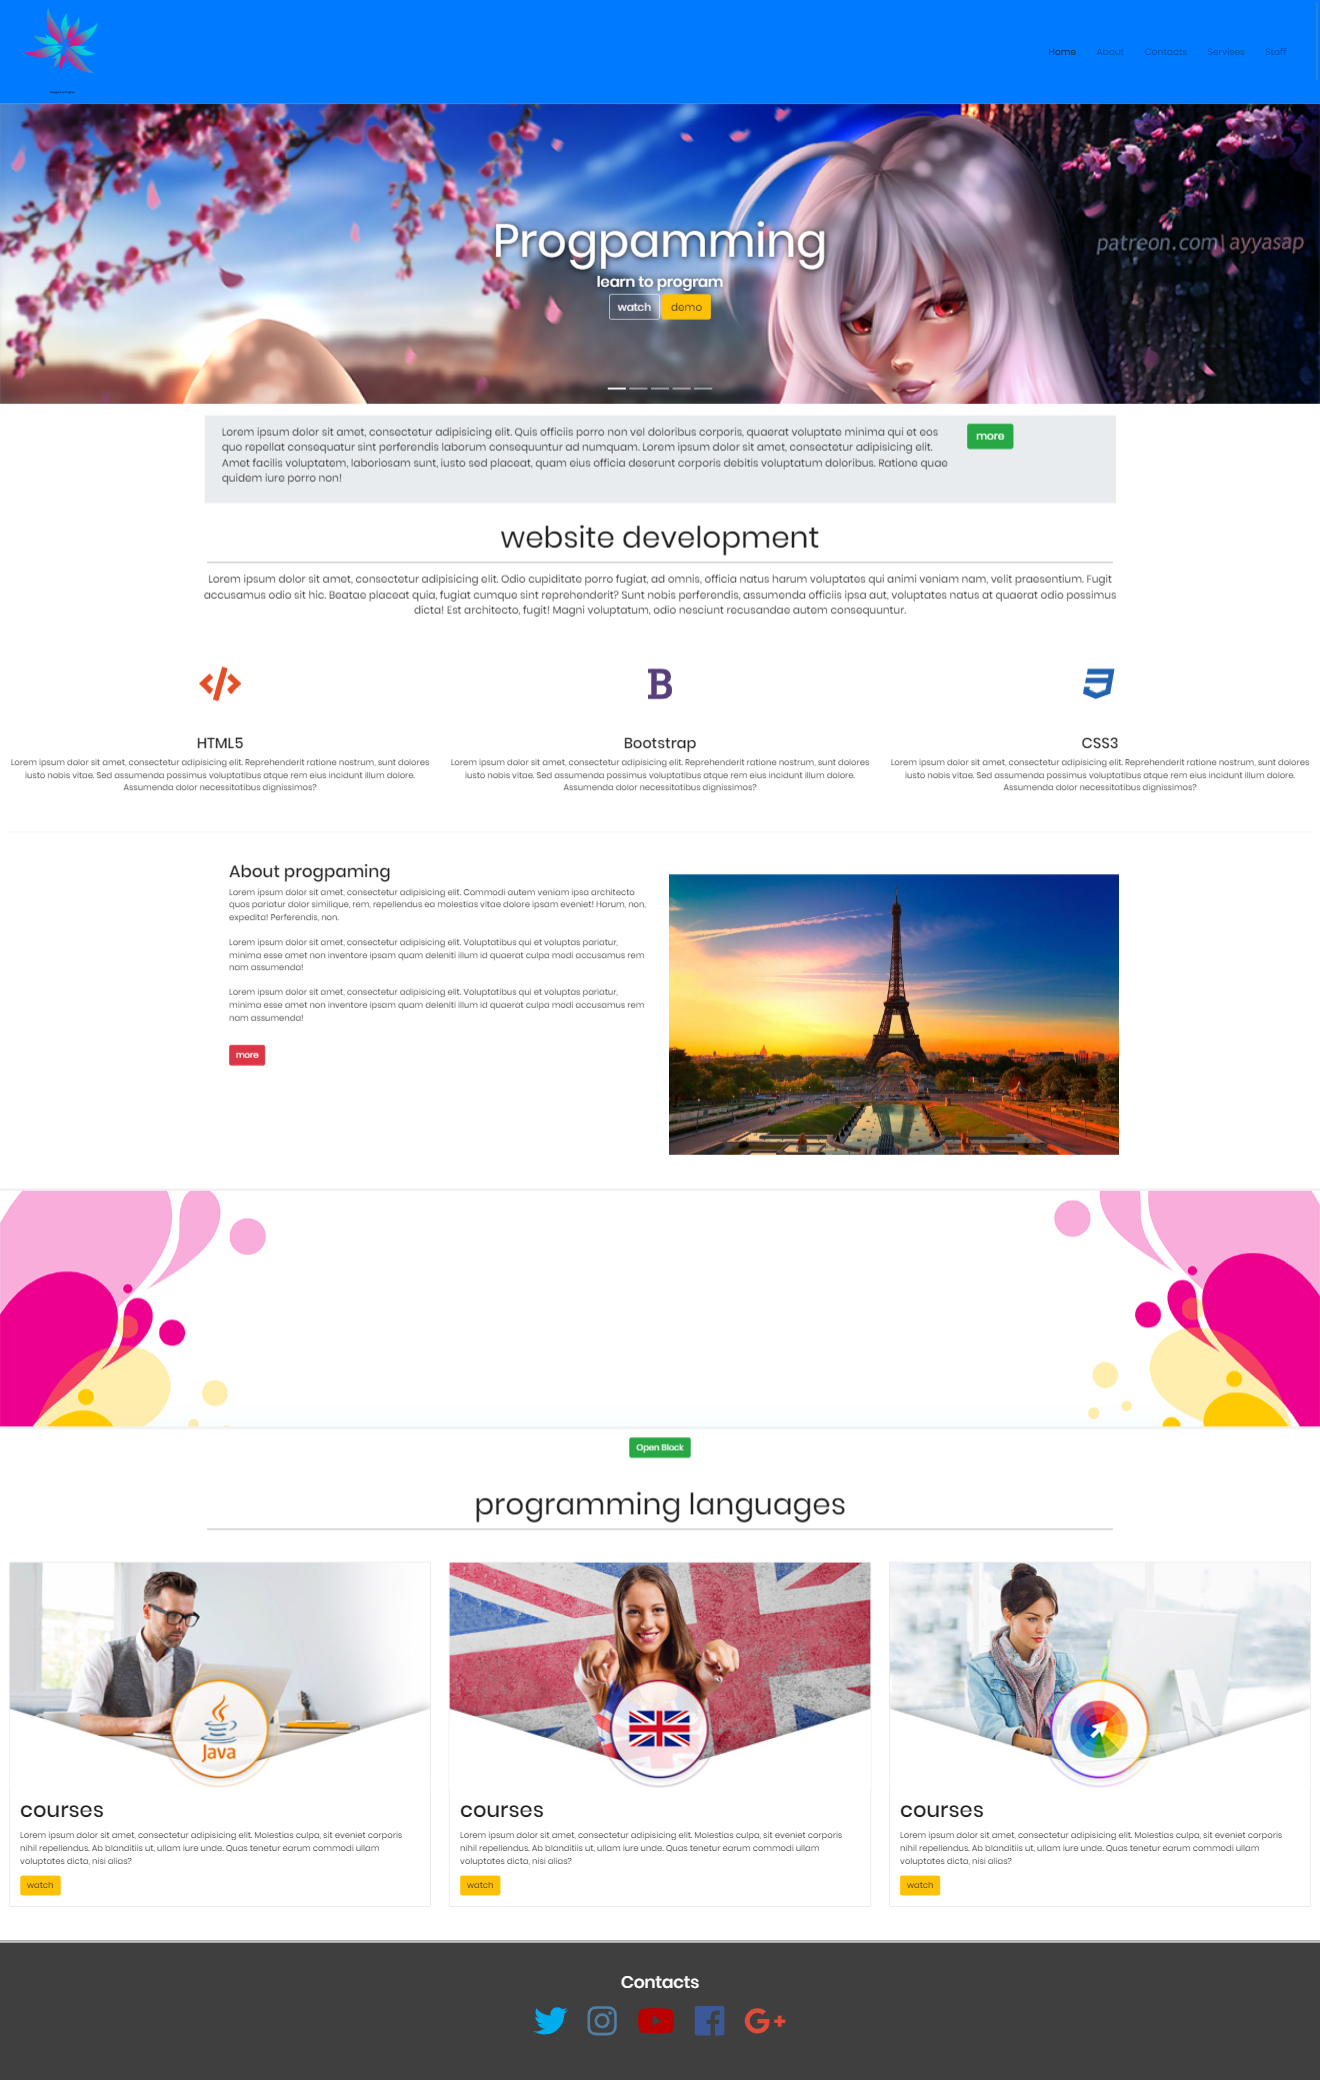 Home About Contacts Servises Staff
Progpamming
patreon.com\ayyasap
learn to program
watch demo
Lorem ipsum dolor sit amet, consectetur adipisicing elit. Quis officiis porro non vel doloribus corporis, quaerat voluptate minima qui et eos
quo repellat consequatur sint perferendis laborum consequuntur ad numquam. Lorem ipsum dolor sit amet, consectetur adipisicing elit.
Amet facilis voluptatem, laboriosam sunt, iusto sed placeat, quam eius officia deserunt corporis debitis voluptatum doloribus. Ratione quae
quidem iure porro non!
more
website development
Lorem ipsum dolor sit amet, consectetur adipisicing elit. Odio cupiditate porro fugiat, ad omnis, officia natus harum voluptates qui animi veniam nam, velit praesentium. Fugit
accusamus odio sit hic. Beatae placeat quia, fugiat cumque sint reprehenderit? Sunt nobis perferendis, assumenda officiis ipsa aut, voluptates natus at quaerat odio possimus
dicta! Est architecto, fugit! Magni voluptatum, odio nesciunt recusandae autem consequuntur.
HTML5
Lorem ipsum dolor sit amet, consectetur adipisicing elit. Reprehenderit ratione nostrum, sunt dolores
iusto nobis vitae. Sed assumenda possimus voluptatibus atque rem eius incidunt illum dolore.
Assumenda dolor necessitatibus dignissimos?
Bootstrap
Lorem ipsum dolor sit amet, consectetur adipisicing elit. Reprehenderit ratione nostrum, sunt dolores
iusto nobis vitae. Sed assumenda possimus voluptatibus atque rem eius incidunt illum dolore.
Assumenda dolor necessitatibus dignissimos?
CSS3
Lorem ipsum dolor sit amet, consectetur adipisicing elit. Reprehenderit ratione nostrum, sunt dolores
iusto nobis vitae. Sed assumenda possimus voluptatibus atque rem eius incidunt illum dolore.
Assumenda dolor necessitatibus dignissimos?
About progpaming
Lorem ipsum dolor sit amet, consectetur adipisicing elit. Commodi autem veniam ipsa architecto
quos pariatur dolor similique, rem, repellendus ea molestias vitae dolore ipsam eveniet! Harum, non,
expedita! Perferendis, non.
Lorem ipsum dolor sit amet, consectetur adipisicing elit. Voluptatibus qui et voluptas pariatur,
minima esse amet non inventore ipsam quam deleniti illum id quaerat culpa modi accusamus rem
nam assumenda!
Lorem ipsum dolor sit amet, consectetur adipisicing elit. Voluptatibus qui et voluptas pariatur,
minima esse amet non inventore ipsam quam deleniti illum id quaerat culpa modi accusamus rem
nam assumenda!
more
Open Block
programming languages
Java
courses
Lorem ipsum dolor sit amet, consectetur adipisicing elit. Molestias culpa, sit eveniet corporis
nihil repellendus. Ab blanditiis ut, ullam iure unde. Quas tenetur earum commodi ullam
voluptates dicta, nisi alias?
watch
courses
Lorem ipsum dolor sit amet, consectetur adipisicing elit. Molestias culpa, sit eveniet corporis
nihil repellendus. Ab blanditiis ut, ullam iure unde. Quas tenetur earum commodi ullam
voluptates dicta, nisi alias?
watch
courses
Lorem ipsum dolor sit amet, consectetur adipisicing elit. Molestias culpa, sit eveniet corporis
nihil repellendus. Ab blanditiis ut, ullam iure unde. Quas tenetur earum commodi ullam
voluptates dicta, nisi alias?
watch
Contacts